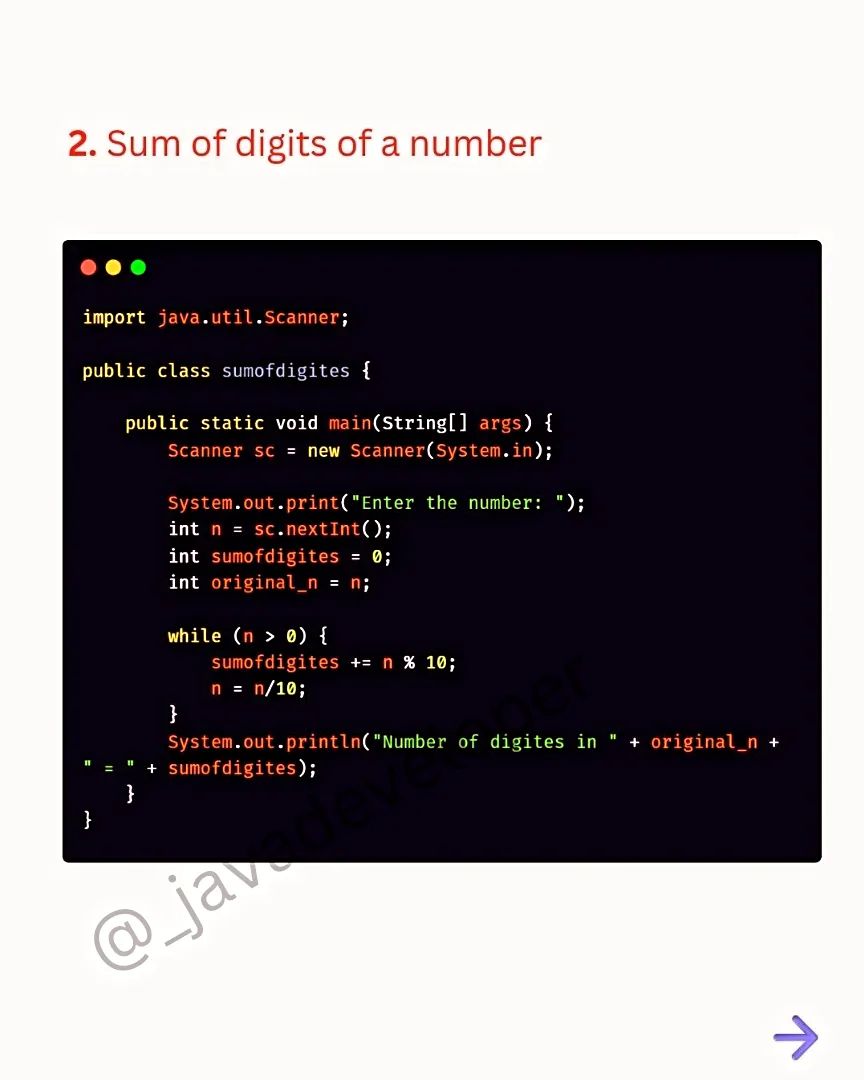 2. Sum of digits of a number
import java.util.Scanner;
public class sumofdigites {
    public static void main(String[] args) {
        Scanner sc = new Scanner(System.in);
        System.out.print("Enter the number: ");
        int n = sc.nextInt();
        int sumofdigites = 0;
        int original_n = n;
        while (n > 0) {
            sumofdigites += n % 10;
            n = n/10;
        }
        System.out.println("Number of digites in " + original_n +
" = " + sumofdigites);
    }
}
@_javadeveloper